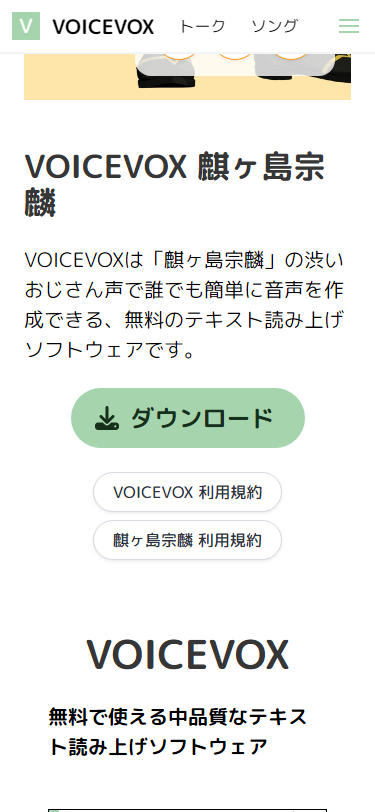 V VOICEVOX トーク ソング
VOICEVOX 麒ヶ島宗
麟
VOICEVOXは「麒ヶ島宗麟」の渋い
おじさん声で誰でも簡単に音声を作
成できる、無料のテキスト読み上げ
ソフトウェアです。
ダウンロード
VOICEVOX 利用規約
麒ヶ島宗麟 利用規約
VOICEVOX
無料で使える中品質なテキス
ト読み上げソフトウェア